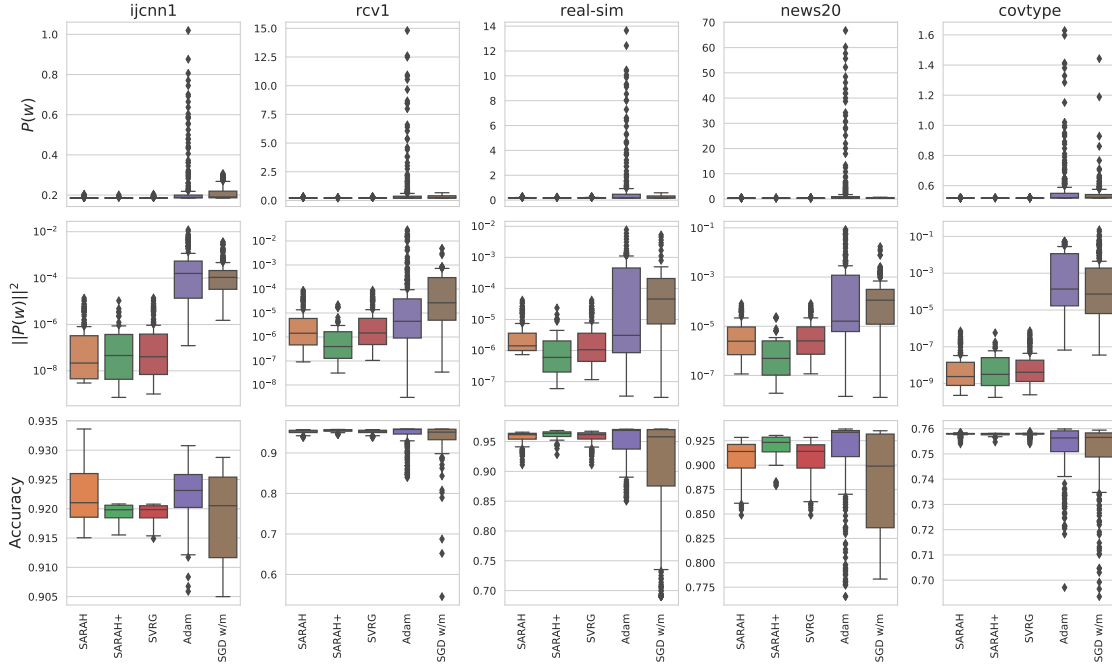 ijcnn1 rcv1 real-sim news20 covtype
P(w)
1.0 0.8 0.6 0.4 0.2
15.0 12.5 10.0 7.5 5.0 2.5 0.0
14 12 10 8 6 4 2 0
70 60 50 40 30 20 10 0
1.6 1.4 1.2 1.0 0.8 0.6
||P(w)||²
10⁻² 10⁻⁴ 10⁻⁶ 10⁻⁸
10⁻² 10⁻³ 10⁻⁴ 10⁻⁵ 10⁻⁶ 10⁻⁷ 10⁻⁸
10⁻² 10⁻³ 10⁻⁴ 10⁻⁵ 10⁻⁶ 10⁻⁷
10⁻¹ 10⁻³ 10⁻⁵ 10⁻⁷
10⁻¹ 10⁻³ 10⁻⁵ 10⁻⁷ 10⁻⁹
Accuracy
0.935 0.930 0.925 0.920 0.915 0.910 0.905
0.9 0.8 0.7 0.6
0.95 0.90 0.85 0.80 0.75 0.70
0.925 0.900 0.875 0.850 0.825 0.800 0.775
0.76 0.75 0.74 0.73 0.72 0.71 0.70
SARAH SARAH+ SVRG Adam SGD w/m
SARAH SARAH+ SVRG Adam SGD w/m
SARAH SARAH+ SVRG Adam SGD w/m
SARAH SARAH+ SVRG Adam SGD w/m
SARAH SARAH+ SVRG Adam SGD w/m